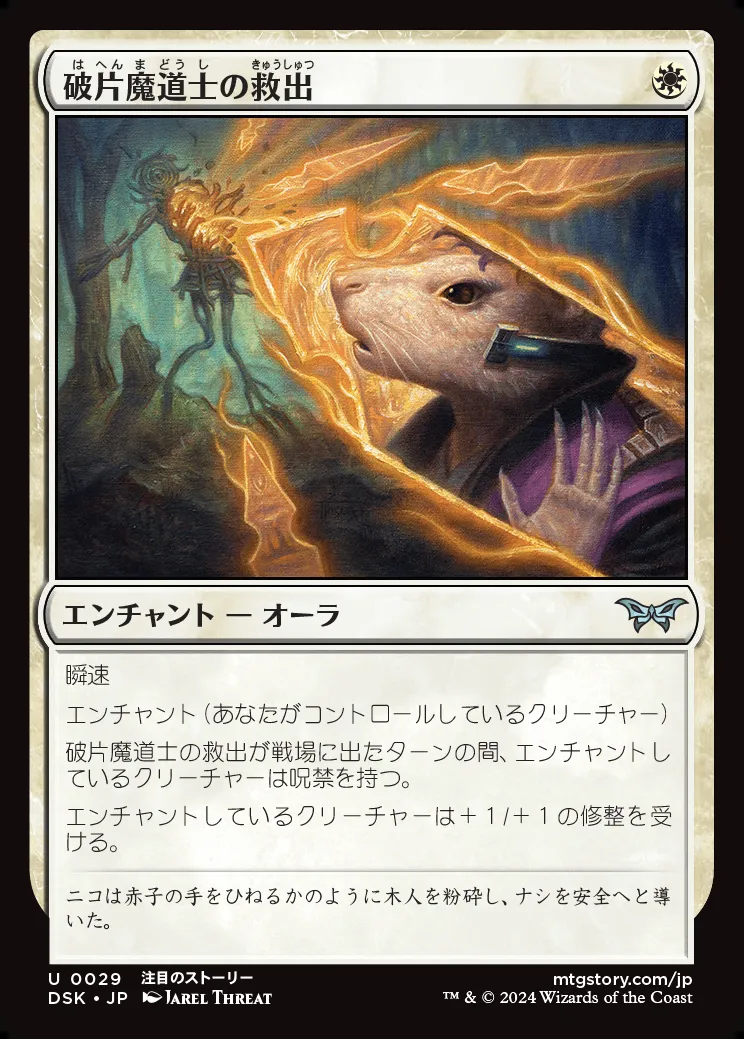 はへんまどうし きゅうしゅつ
破片魔道士の救出
エンチャント — オーラ
瞬速
エンチャント（あなたがコントロールしているクリーチャー）
破片魔道士の救出が戦場に出たターンの間、エンチャントし
ているクリーチャーは呪禁を持つ。
エンチャントしているクリーチャーは＋１/＋１の修整を受
ける。
ニコは赤子の手をひねるかのように木人を粉砕し、ナシを安全へと導
いた。
U 0029 注目のストーリー mtgstory.com/jp
DSK • JP JAREL THREAT ™ & © 2024 Wizards of the Coast